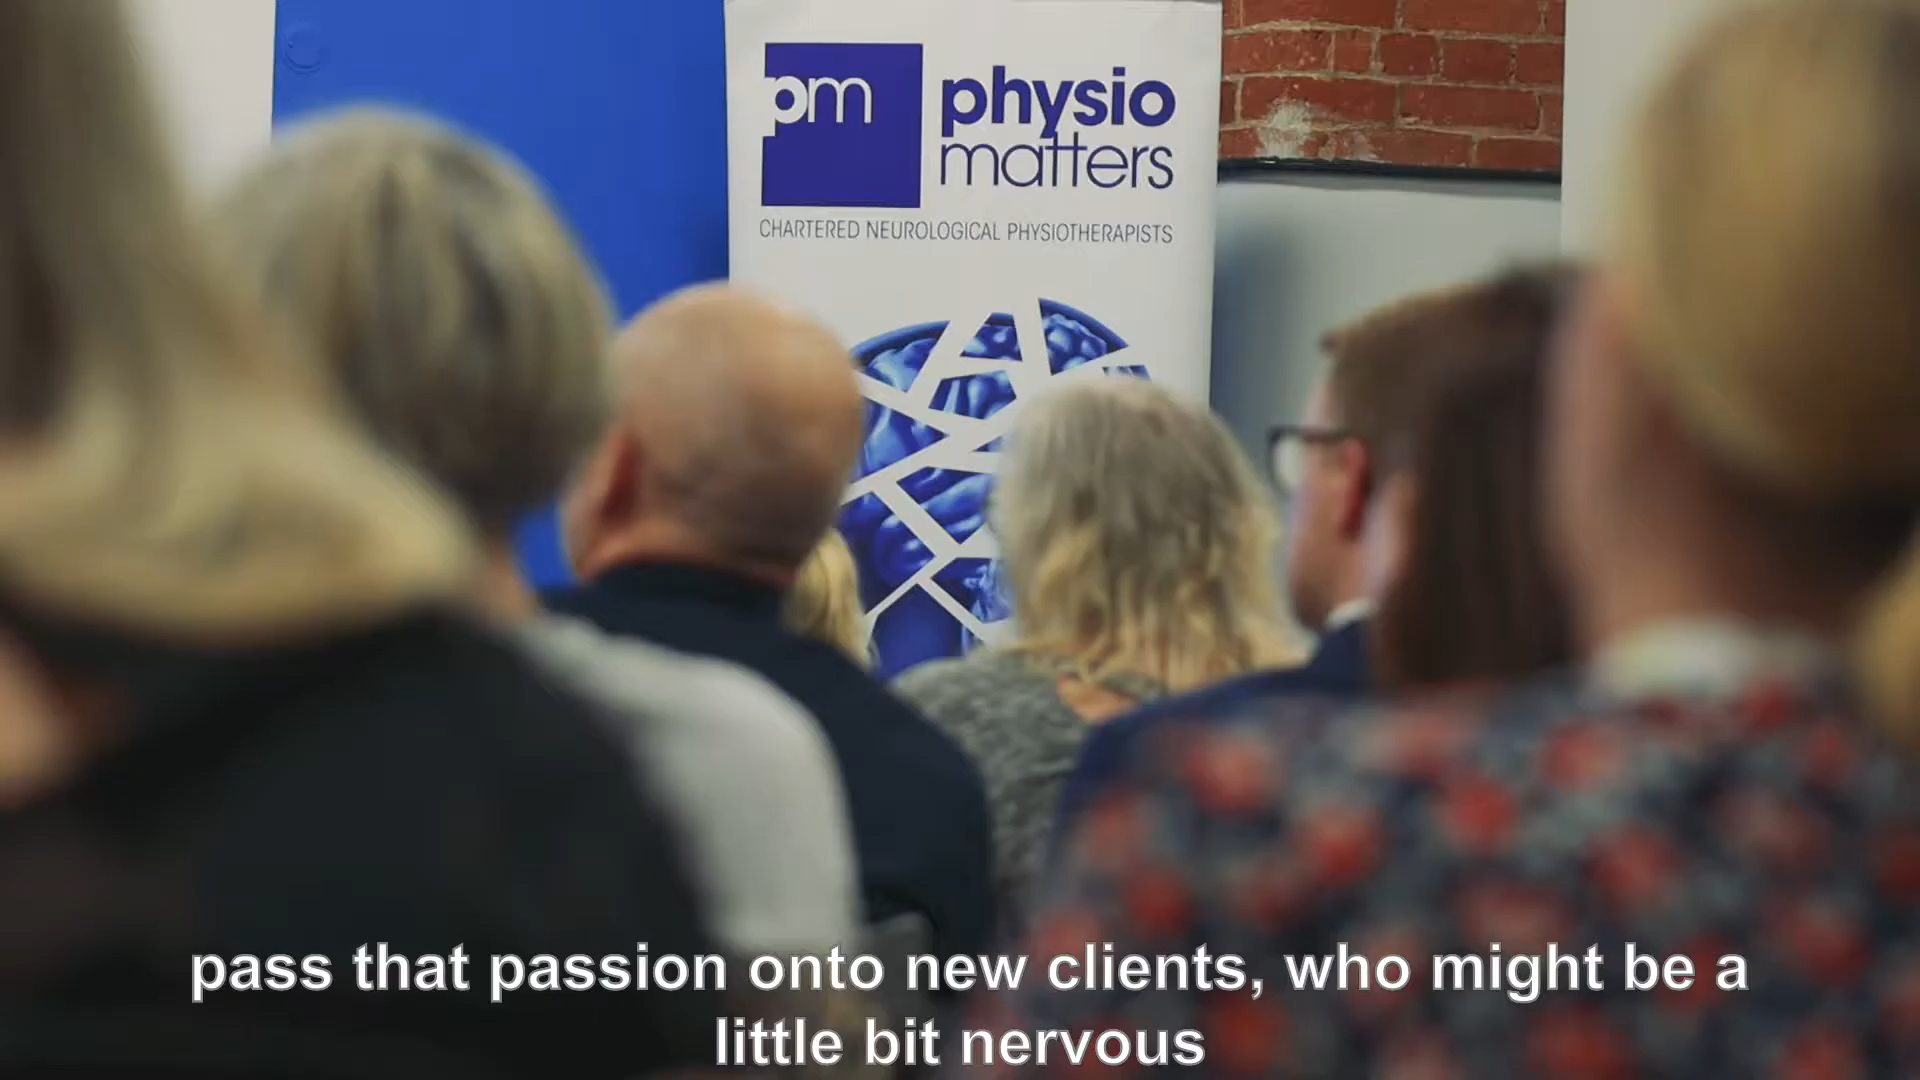 pm
physio
matters
CHARTERED NEUROLOGICAL PHYSIOTHERAPISTS
pass that passion onto new clients, who might be a
little bit nervous